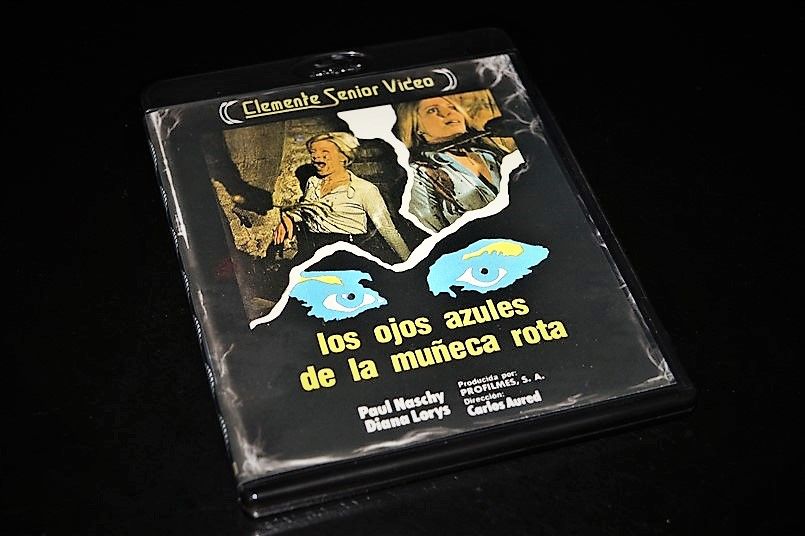 Clemente Senior Video
los ojos azules
de la muñeca rota
Paul Naschy
Diana Lorys
Producida por:
PROFILMES, S. A.
Dirección:
Carlos Aured